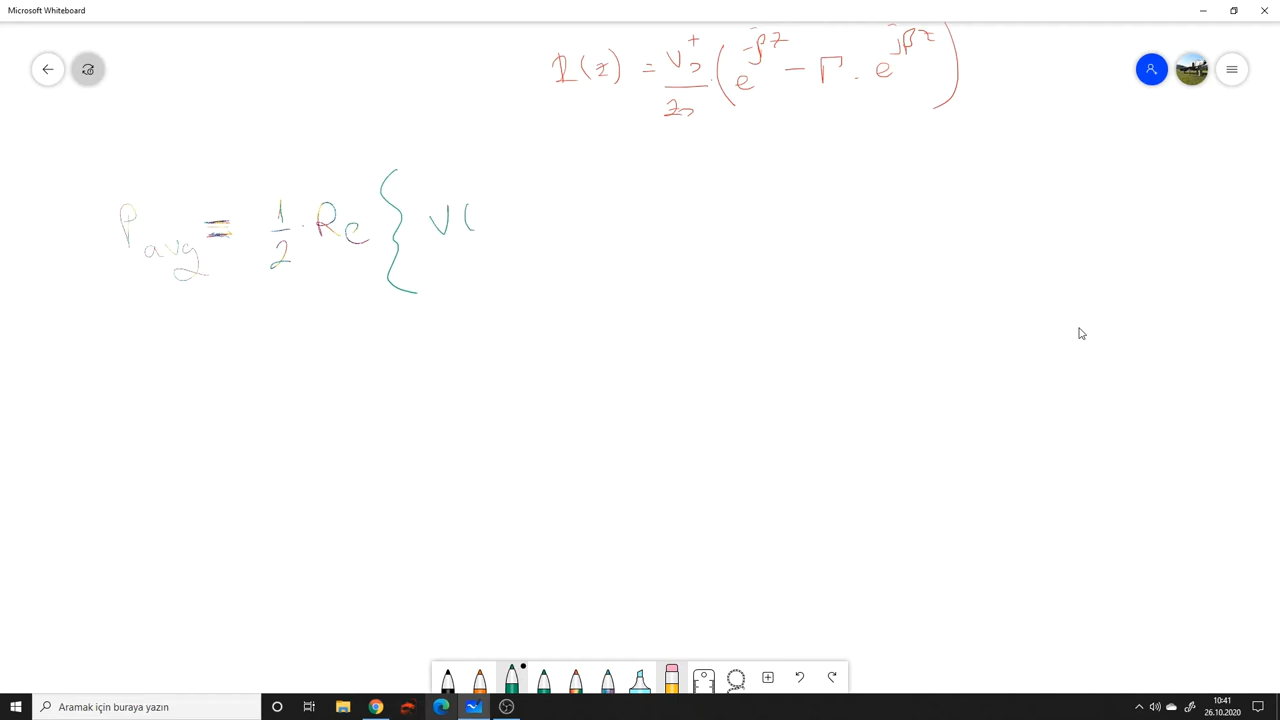 Microsoft Whiteboard
I(z) = V₀⁺/Z₀ · (e^{-jβz} − Γ · e^{jβz})
P_avg = 1/2 · Re { V(
Aramak için buraya yazın
10:41
26.10.2020